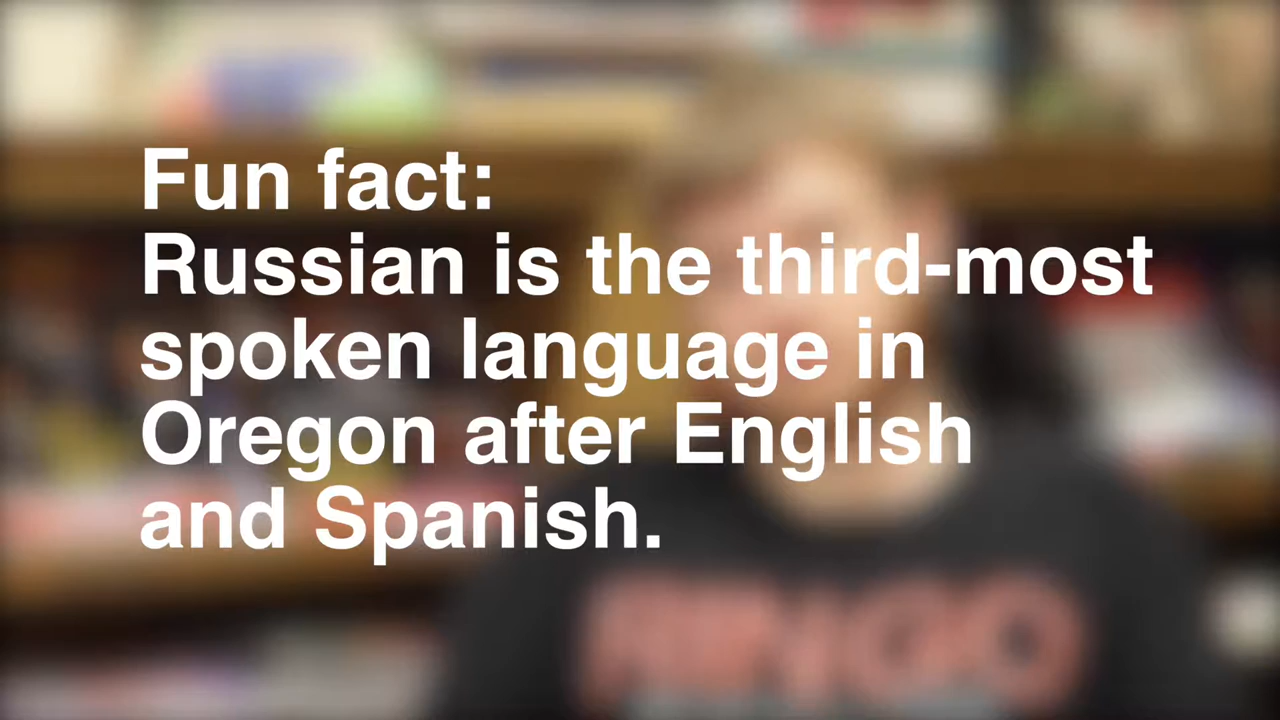 Fun fact:
Russian is the third-most
spoken language in
Oregon after English
and Spanish.